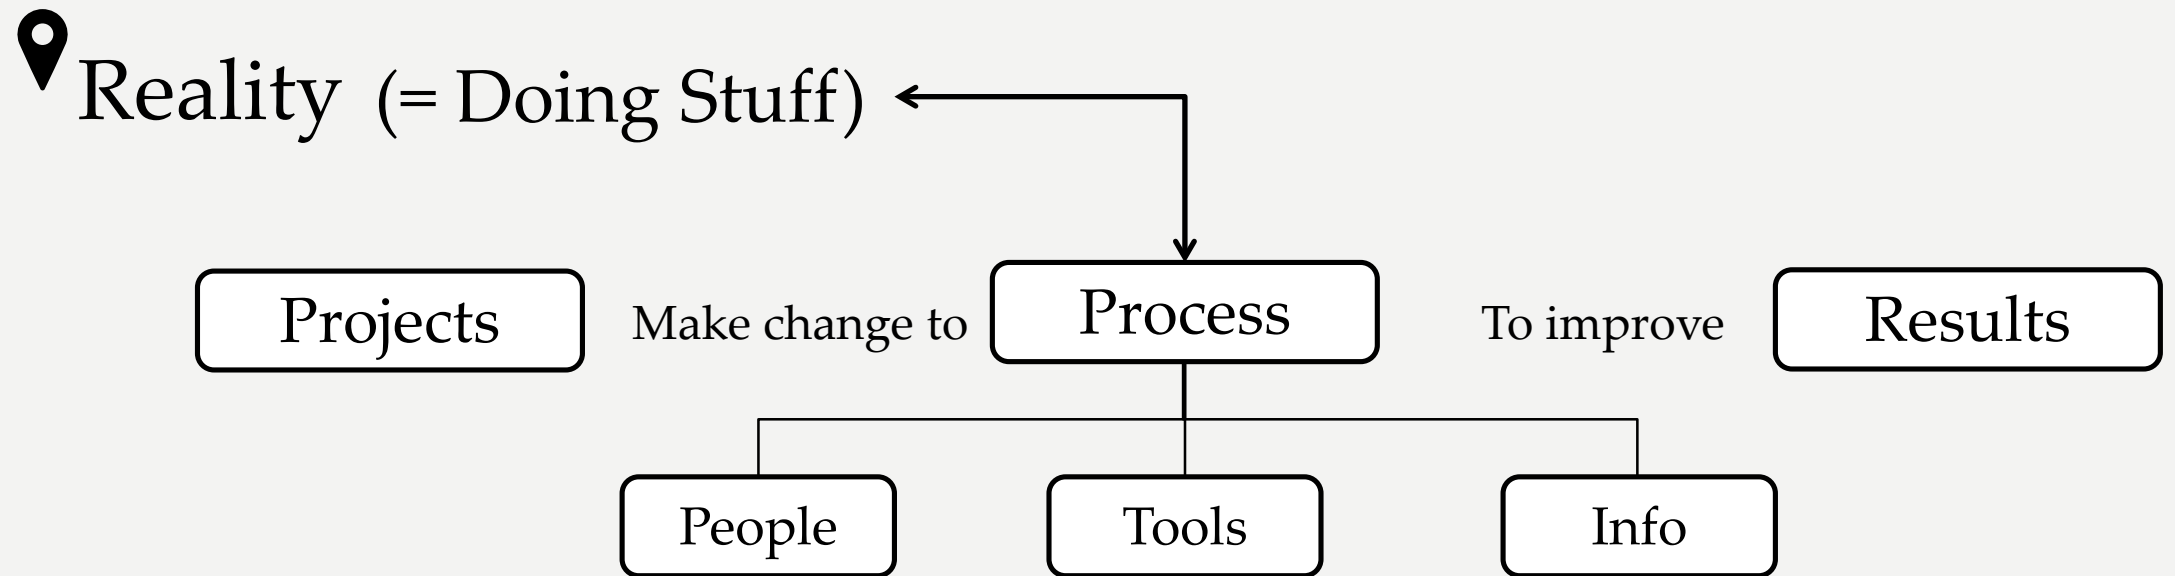 Reality (= Doing Stuff)
Projects Make change to Process To improve Results
People Tools Info